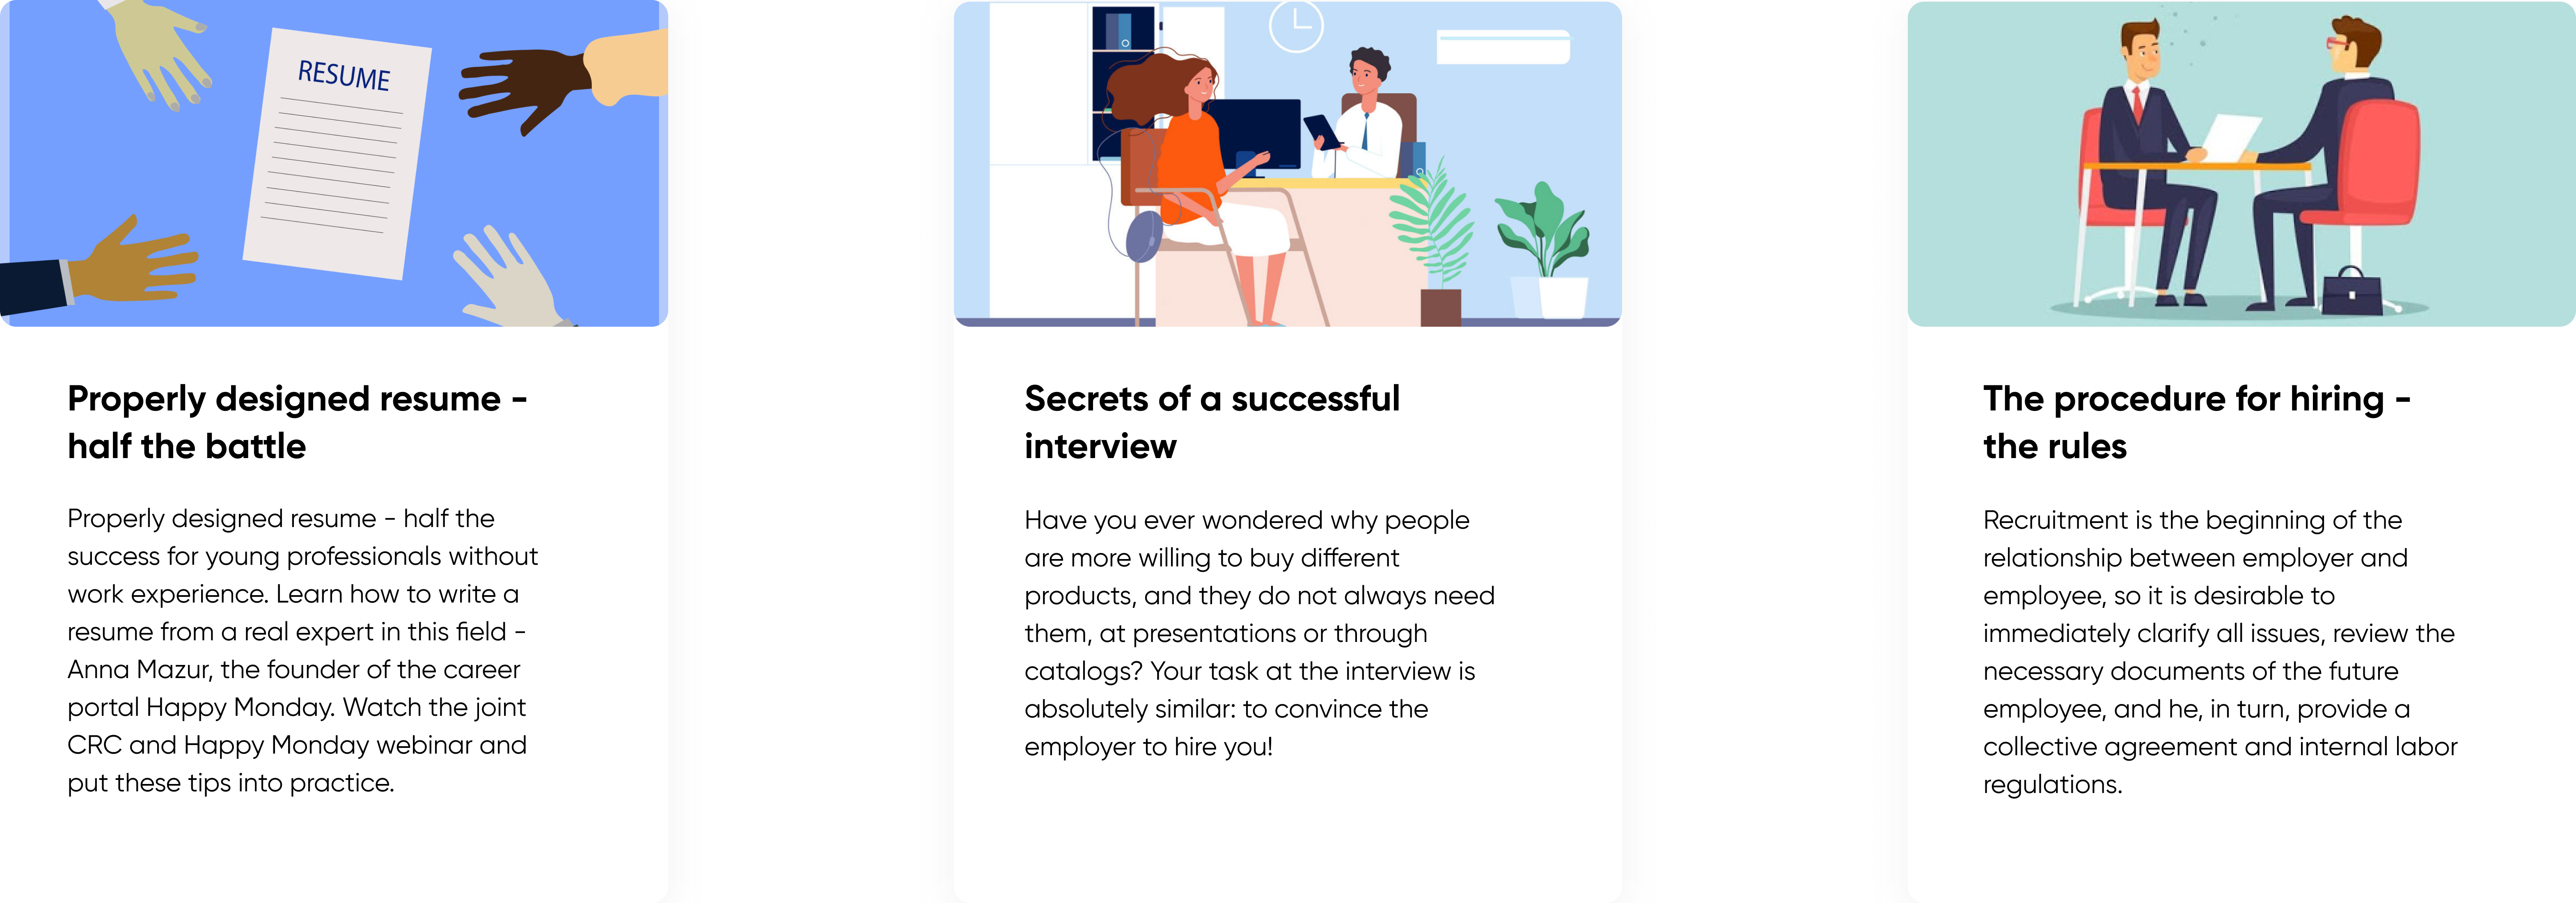 RESUME
Properly designed resume -
half the battle
Properly designed resume - half the
success for young professionals without
work experience. Learn how to write a
resume from a real expert in this field -
Anna Mazur, the founder of the career
portal Happy Monday. Watch the joint
CRC and Happy Monday webinar and
put these tips into practice.
Secrets of a successful
interview
Have you ever wondered why people
are more willing to buy different
products, and they do not always need
them, at presentations or through
catalogs? Your task at the interview is
absolutely similar: to convince the
employer to hire you!
The procedure for hiring -
the rules
Recruitment is the beginning of the
relationship between employer and
employee, so it is desirable to
immediately clarify all issues, review the
necessary documents of the future
employee, and he, in turn, provide a
collective agreement and internal labor
regulations.